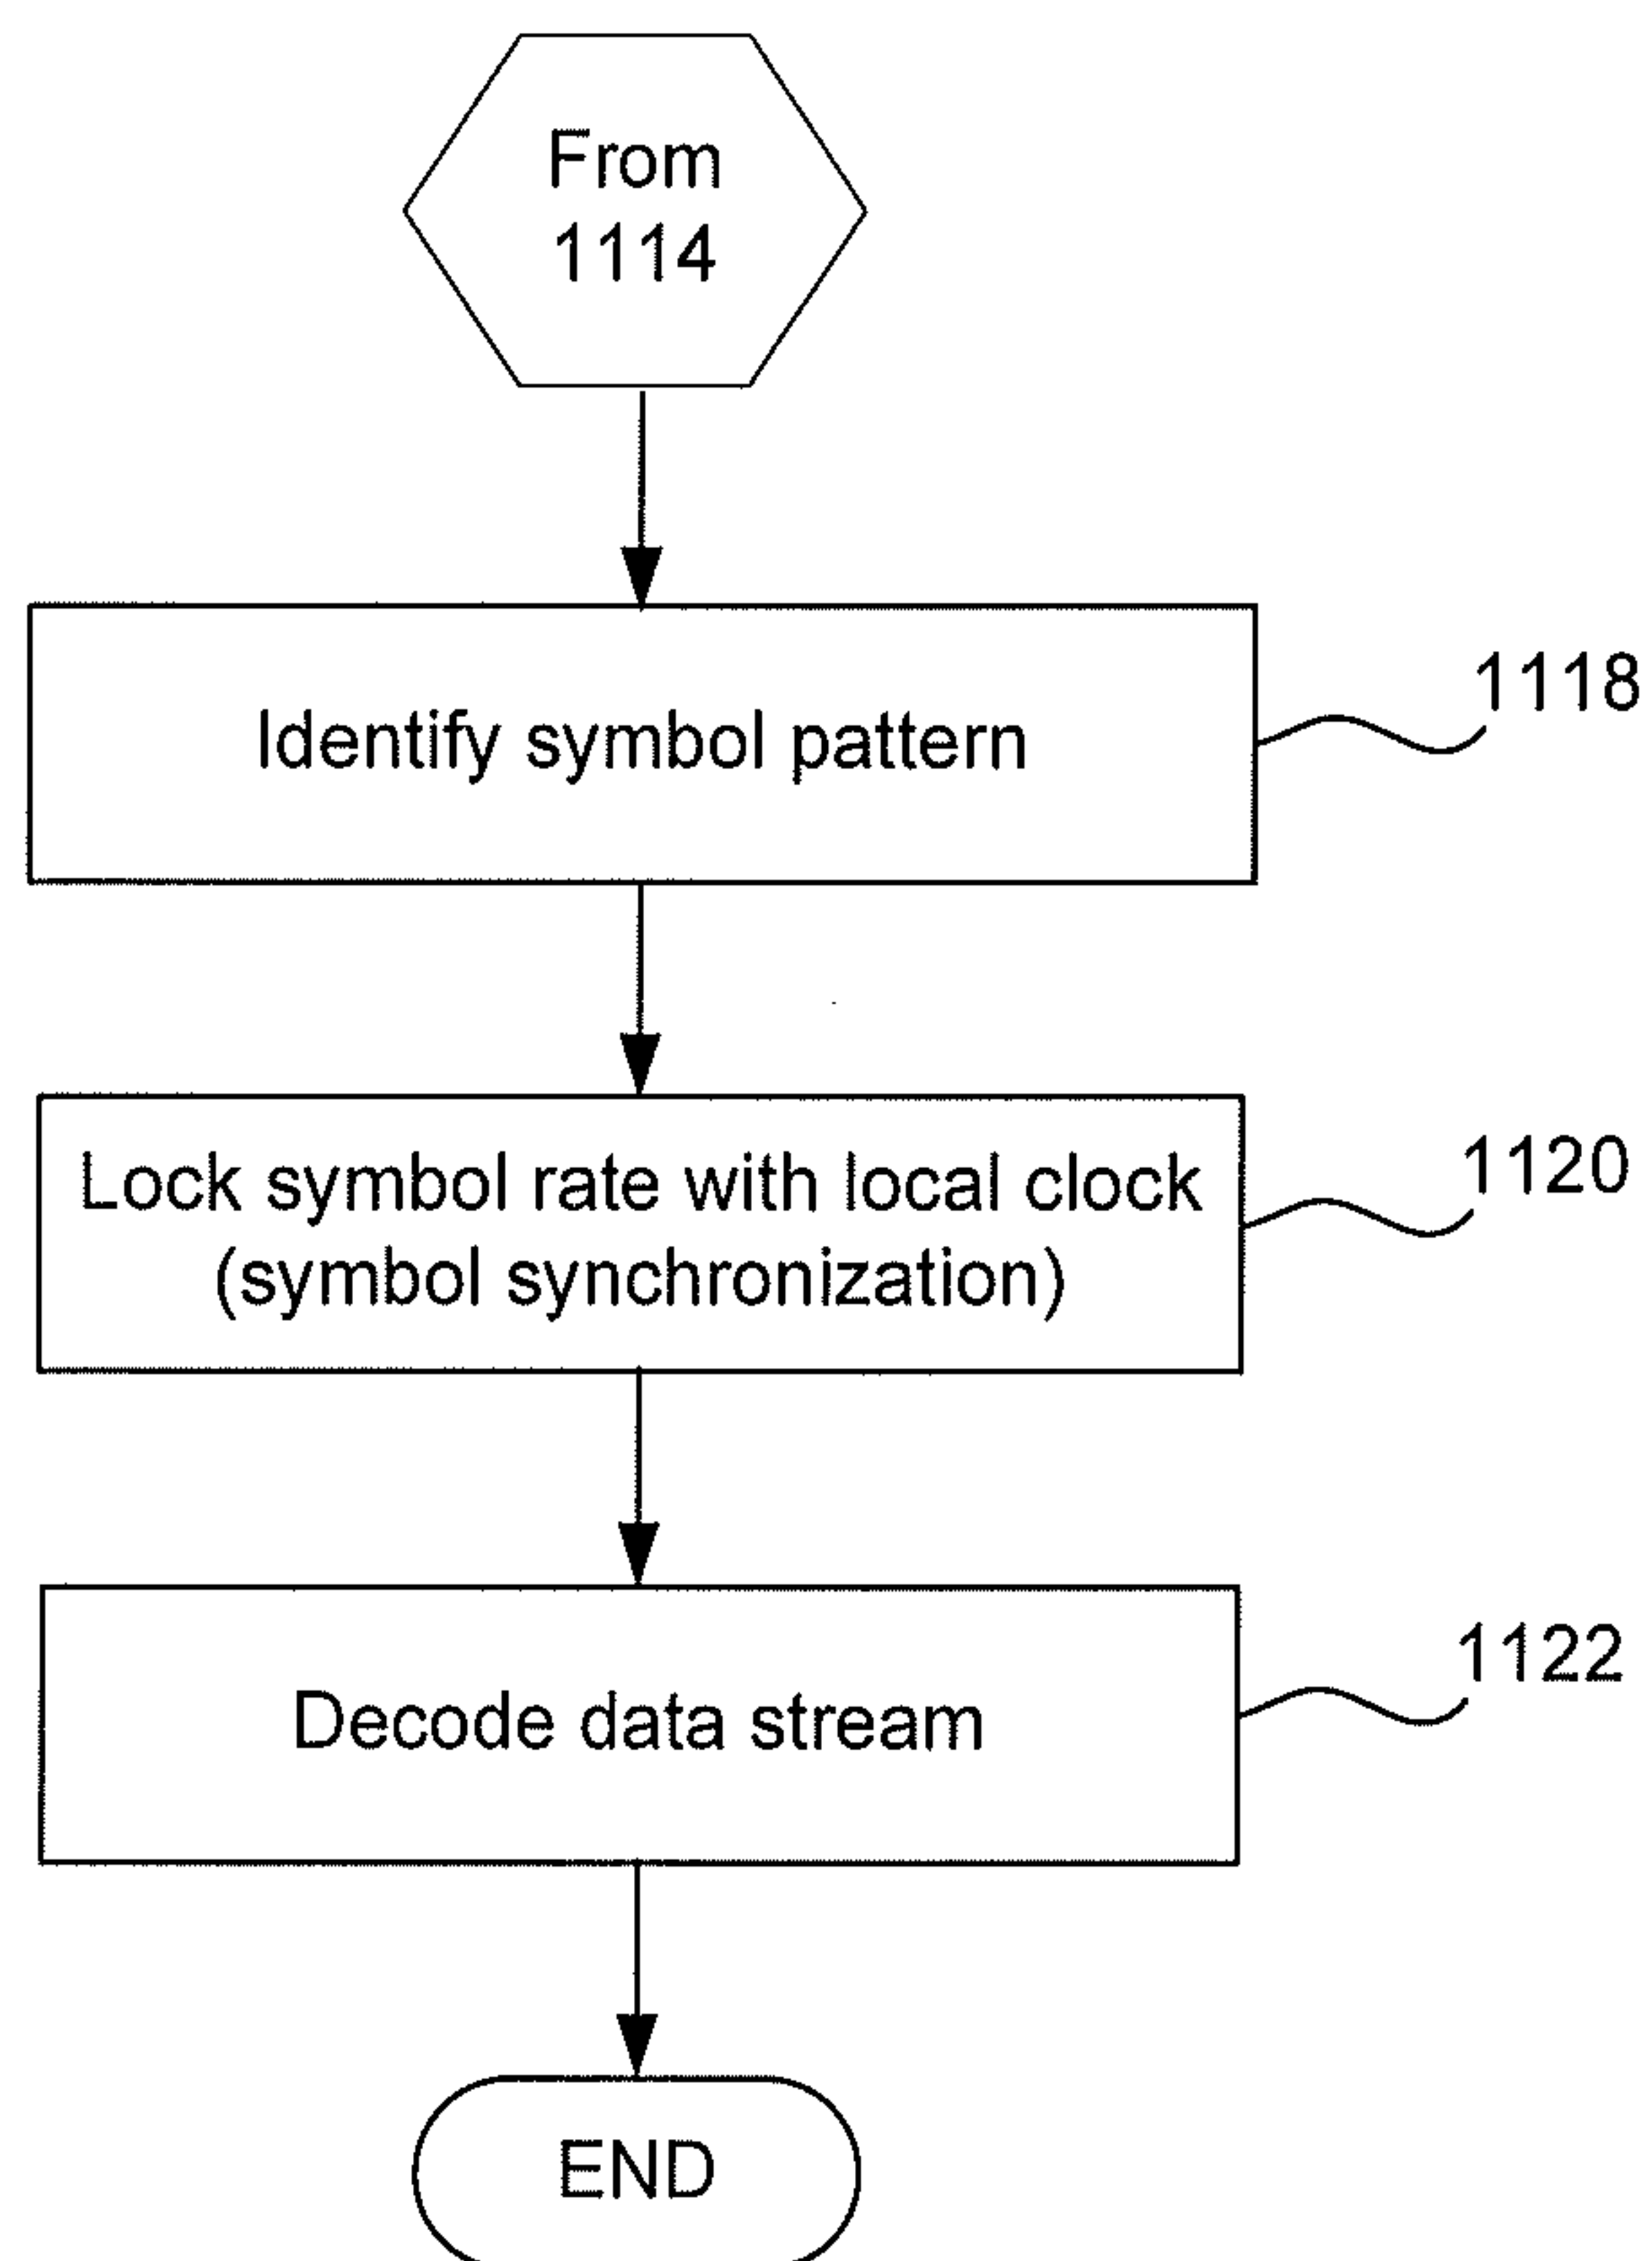 From
1114
Identify symbol pattern
1118
Lock symbol rate with local clock
(symbol synchronization)
1120
Decode data stream
1122
END